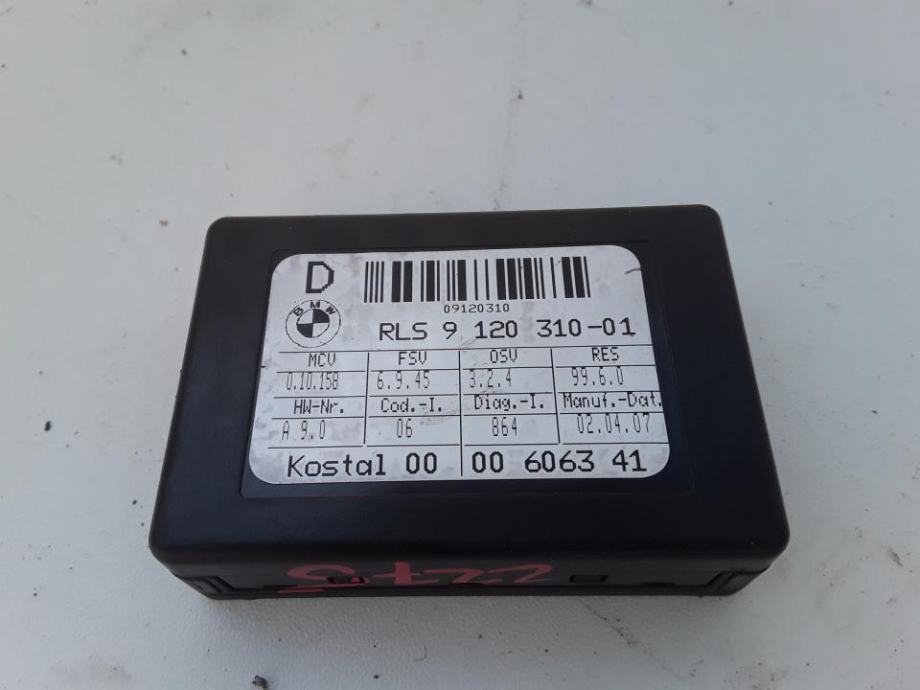 D
09120310
BMW
RLS 9 120 310-01
MCV FSV OSV RES
0.10.158 6.9.45 3.2.4 99.6.0
HW-Nr. Cod.-I. Diag.-I. Manuf.-Dat.
A 9.0 06 864 02.04.07
Kostal 00 00 6063 41